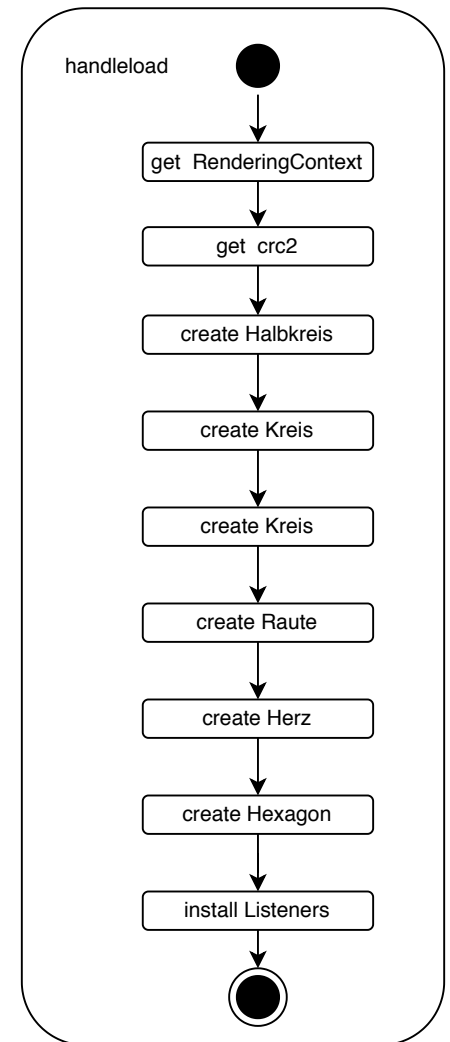 handleload
get RenderingContext
get crc2
create Halbkreis
create Kreis
create Kreis
create Raute
create Herz
create Hexagon
install Listeners